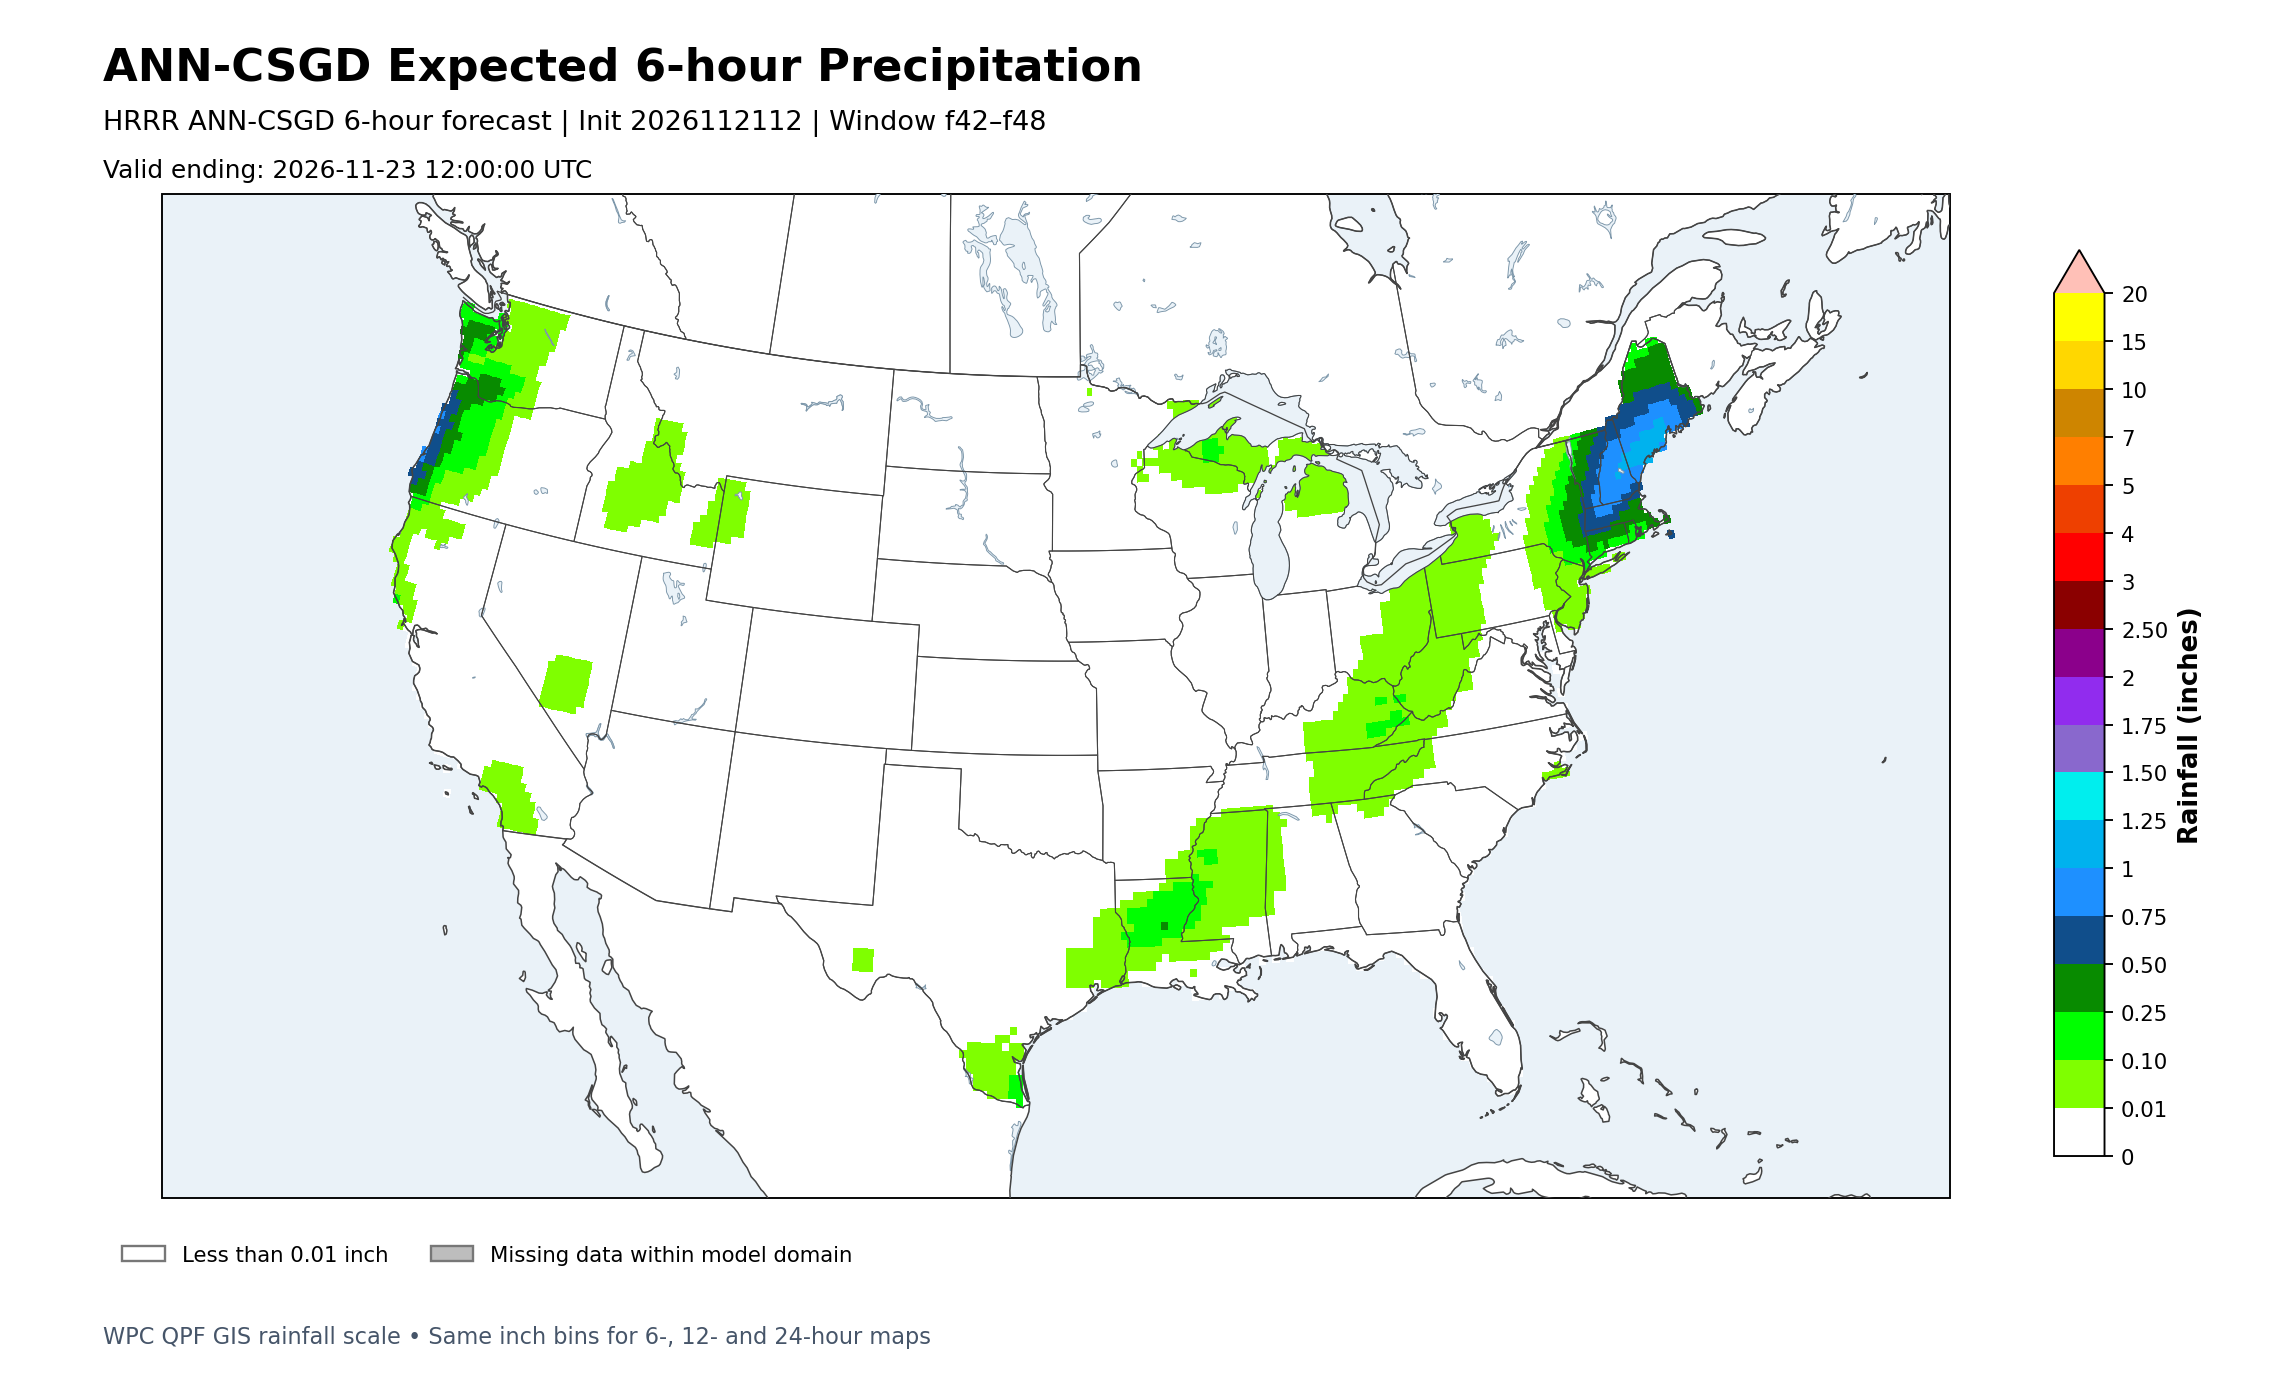 ANN-CSGD Expected 6-hour Precipitation
HRRR ANN-CSGD 6-hour forecast | Init 2026112112 | Window f42–f48
Valid ending: 2026-11-23 12:00:00 UTC
20
15
10
7
5
4
3
2.50
2
1.75
1.50
1.25
1
0.75
0.50
0.25
0.10
0.01
0
Rainfall (inches)
Less than 0.01 inch
Missing data within model domain
WPC QPF GIS rainfall scale • Same inch bins for 6-, 12- and 24-hour maps